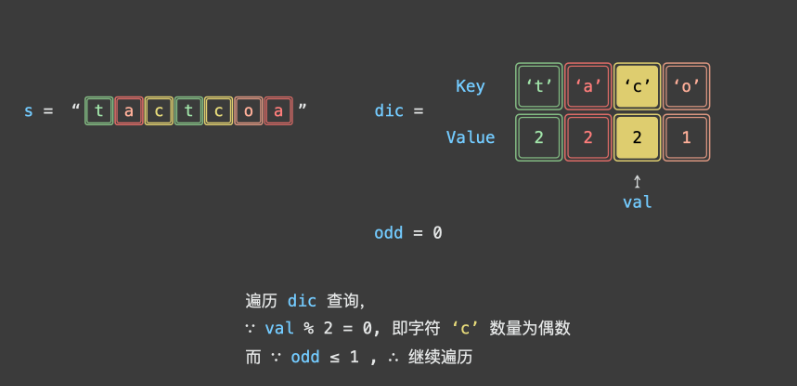 Key ‘t’ ‘a’ ‘c’ ‘o’
s = “ t a c t c o a ” dic =
Value 2 2 2 1
val
odd = 0
遍历 dic 查询,
∵ val % 2 = 0, 即字符 ‘c’ 数量为偶数
而 ∵ odd ≤ 1 , ∴ 继续遍历